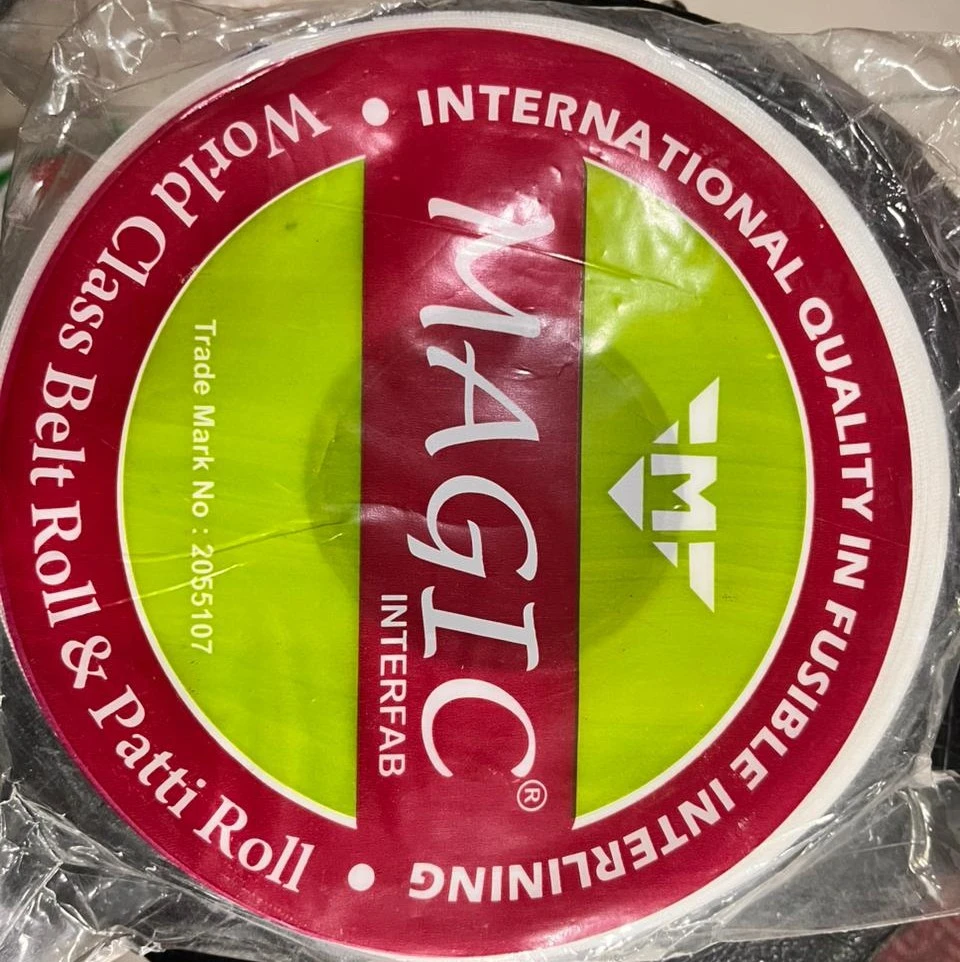 INTERNATIONAL QUALITY IN FUSIBLE INTERLINING
M
MAGIC®
INTERFAB
Trade Mark No : 2055107
World Class Belt Roll & Patti Roll